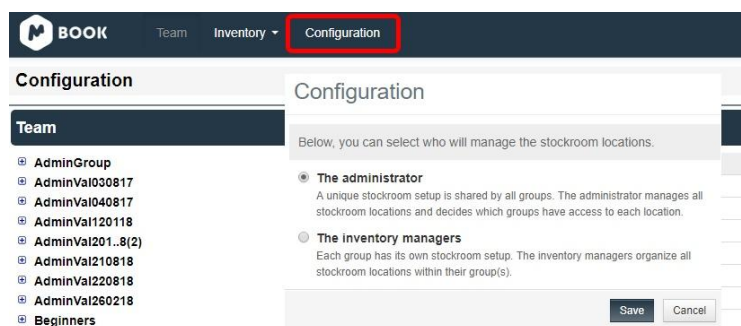 BOOK Team Inventory Configuration
Configuration
Team
AdminGroup
AdminVal030817
AdminVal040817
AdminVal120118
AdminVal201..8(2)
AdminVal210818
AdminVal220818
AdminVal260218
Beginners
Configuration
Below, you can select who will manage the stockroom locations.
The administrator
A unique stockroom setup is shared by all groups. The administrator manages all
stockroom locations and decides which groups have access to each location.
The inventory managers
Each group has its own stockroom setup. The inventory managers organize all
stockroom locations within their group(s).
Save Cancel